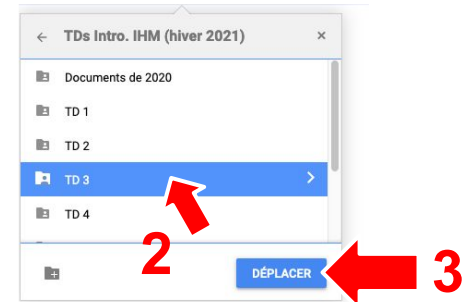 TDs Intro. IHM (hiver 2021)
Documents de 2020
TD 1
TD 2
TD 3
TD 4
2
DÉPLACER
3